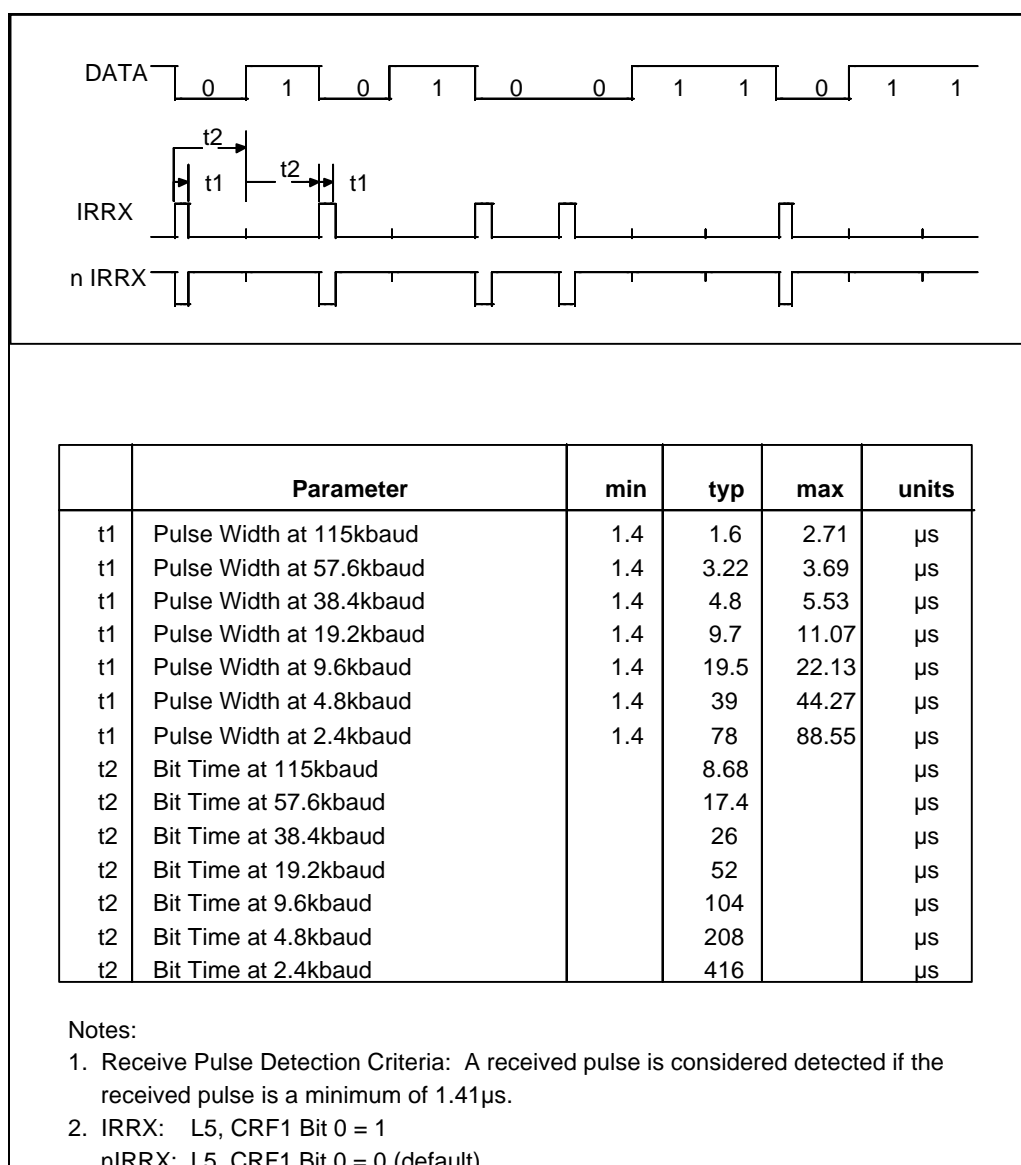 DATA 0 1 0 1 0 0 1 1 0 1 1
t2
t1 t2 t1
IRRX
n IRRX
Parameter min typ max units
t1 Pulse Width at 115kbaud 1.4 1.6 2.71 µs
t1 Pulse Width at 57.6kbaud 1.4 3.22 3.69 µs
t1 Pulse Width at 38.4kbaud 1.4 4.8 5.53 µs
t1 Pulse Width at 19.2kbaud 1.4 9.7 11.07 µs
t1 Pulse Width at 9.6kbaud 1.4 19.5 22.13 µs
t1 Pulse Width at 4.8kbaud 1.4 39 44.27 µs
t1 Pulse Width at 2.4kbaud 1.4 78 88.55 µs
t2 Bit Time at 115kbaud 8.68 µs
t2 Bit Time at 57.6kbaud 17.4 µs
t2 Bit Time at 38.4kbaud 26 µs
t2 Bit Time at 19.2kbaud 52 µs
t2 Bit Time at 9.6kbaud 104 µs
t2 Bit Time at 4.8kbaud 208 µs
t2 Bit Time at 2.4kbaud 416 µs
Notes:
1. Receive Pulse Detection Criteria: A received pulse is considered detected if the
received pulse is a minimum of 1.41µs.
2. IRRX: L5, CRF1 Bit 0 = 1
nIRRX: L5, CRF1 Bit 0 = 0 (default)